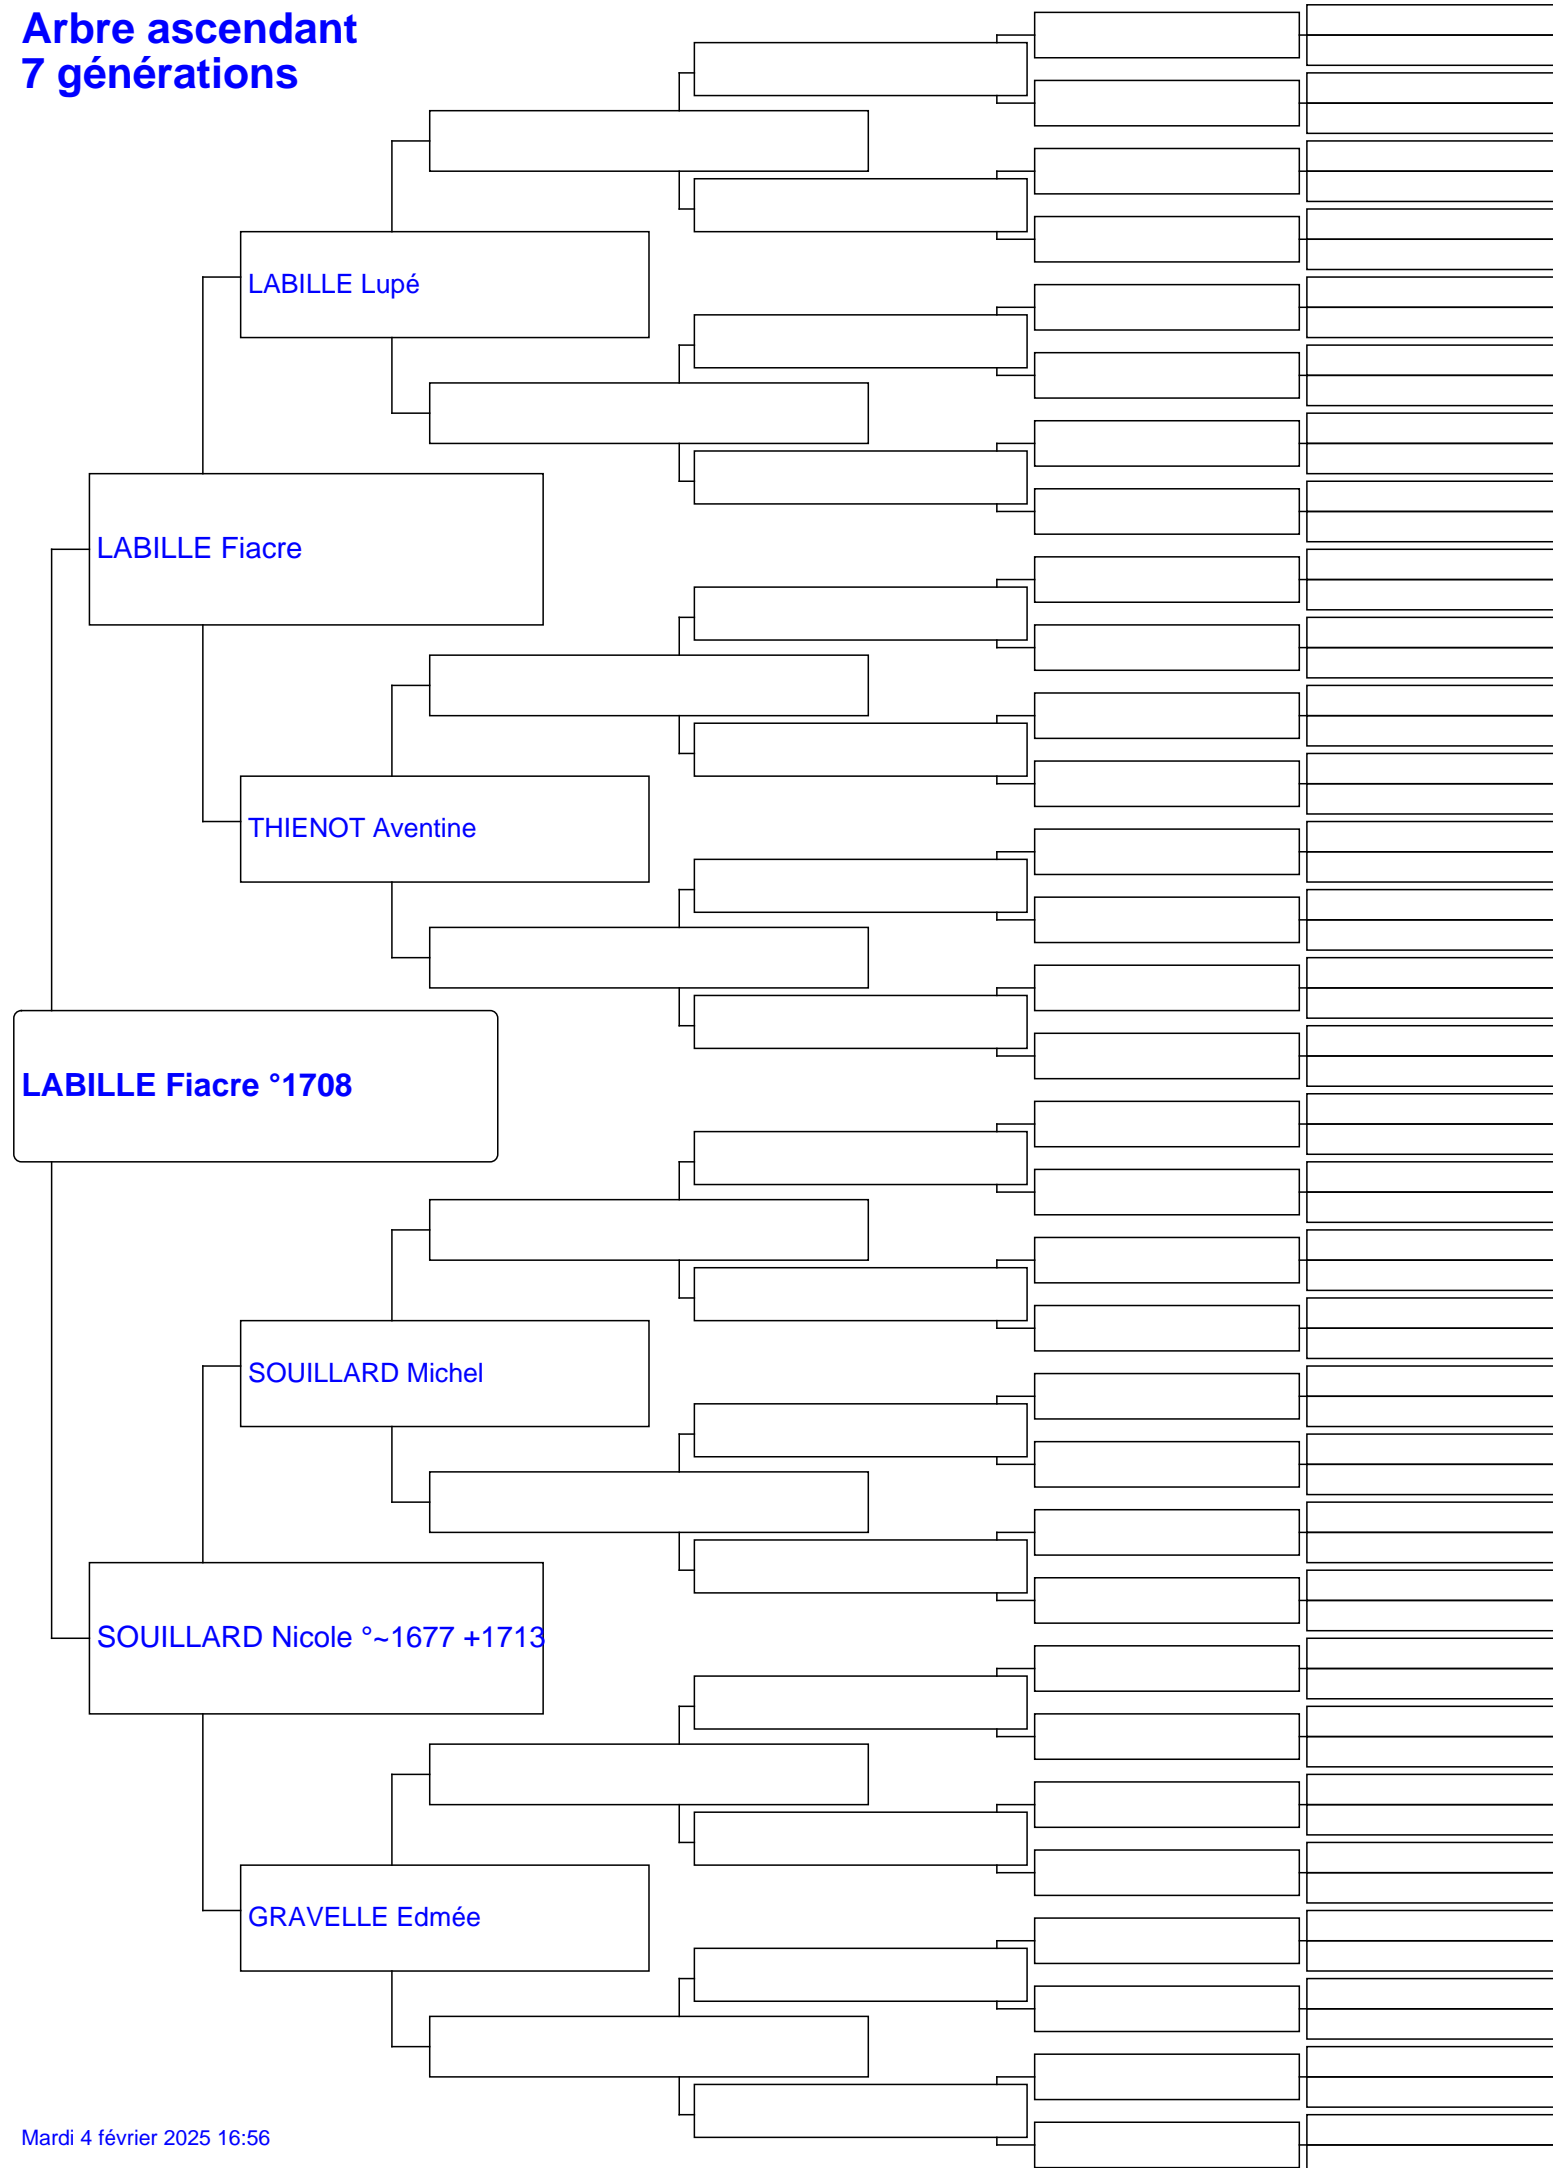 Arbre ascendant
7 générations
LABILLE Lupé
LABILLE Fiacre
THIENOT Aventine
LABILLE Fiacre °1708
SOUILLARD Michel
SOUILLARD Nicole °~1677 +1713
GRAVELLE Edmée
Mardi 4 février 2025 16:56